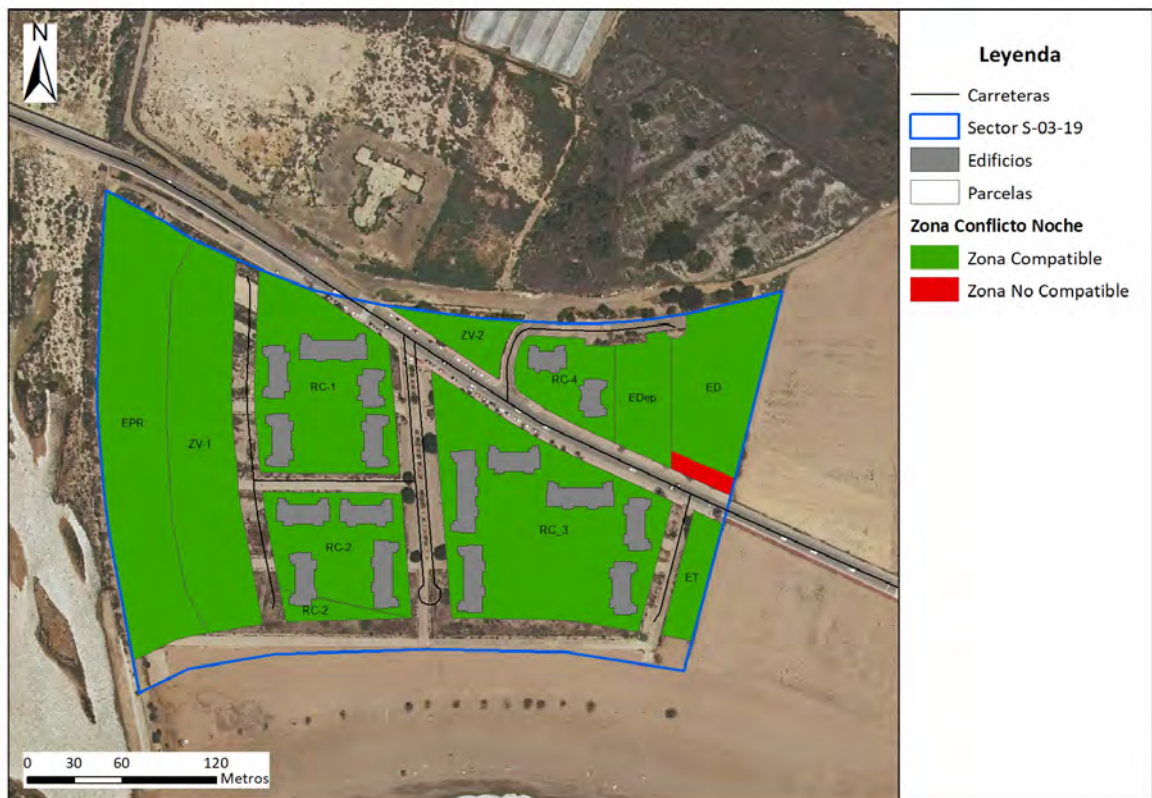 N
Leyenda
Carreteras
Sector S-03-19
Edificios
Parcelas
Zona Conflicto Noche
Zona Compatible
Zona No Compatible
ZV-2
RC-1
RC-4
EDep.
ED
EPR
ZV-1
RC-2
RC_3
ET
RC-2
0 30 60 120
Metros